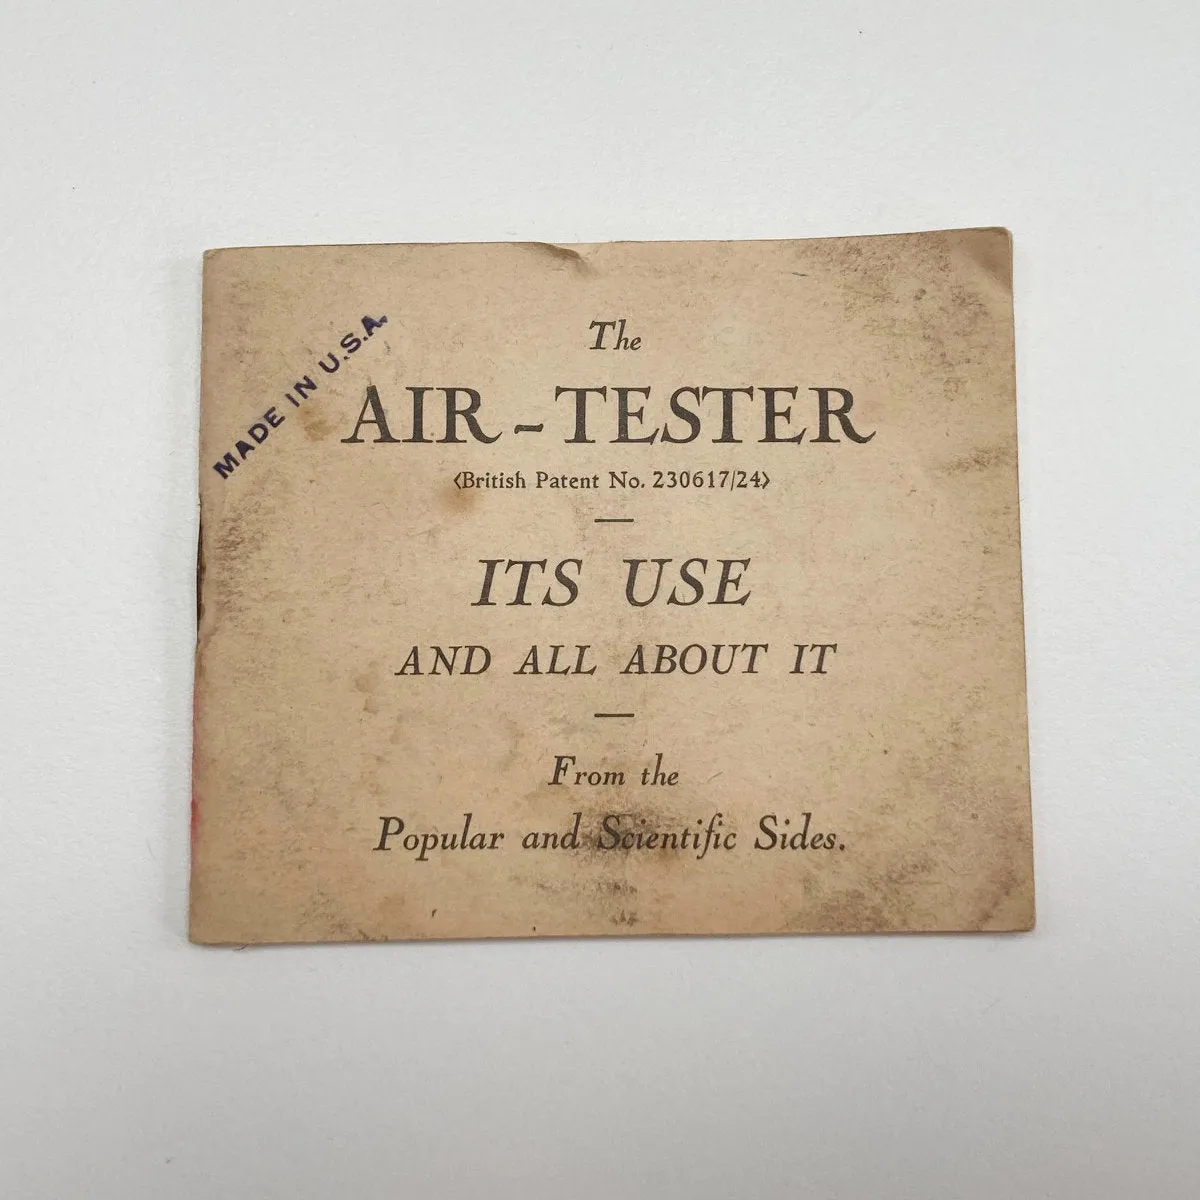 MADE IN U.S.A.
The
AIR-TESTER
(British Patent No. 230617/24)
ITS USE
AND ALL ABOUT IT
From the
Popular and Scientific Sides.